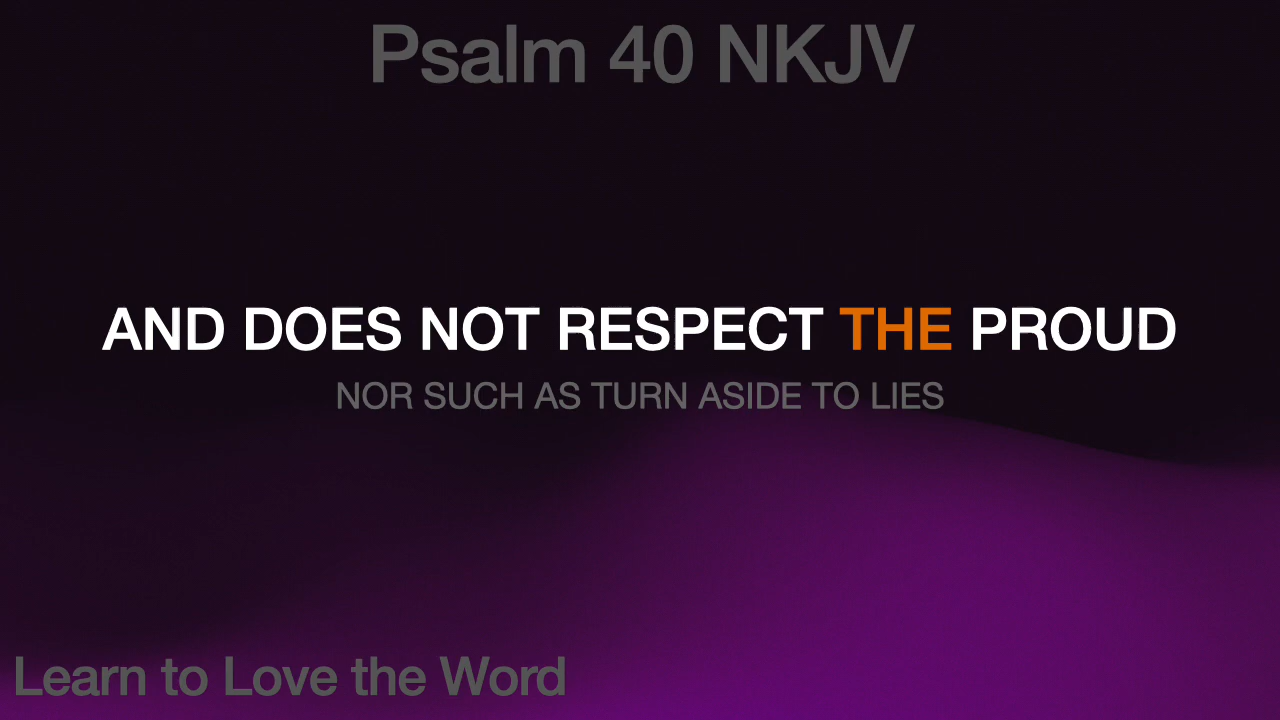 Psalm 40 NKJV
AND DOES NOT RESPECT THE PROUD
NOR SUCH AS TURN ASIDE TO LIES
Learn to Love the Word